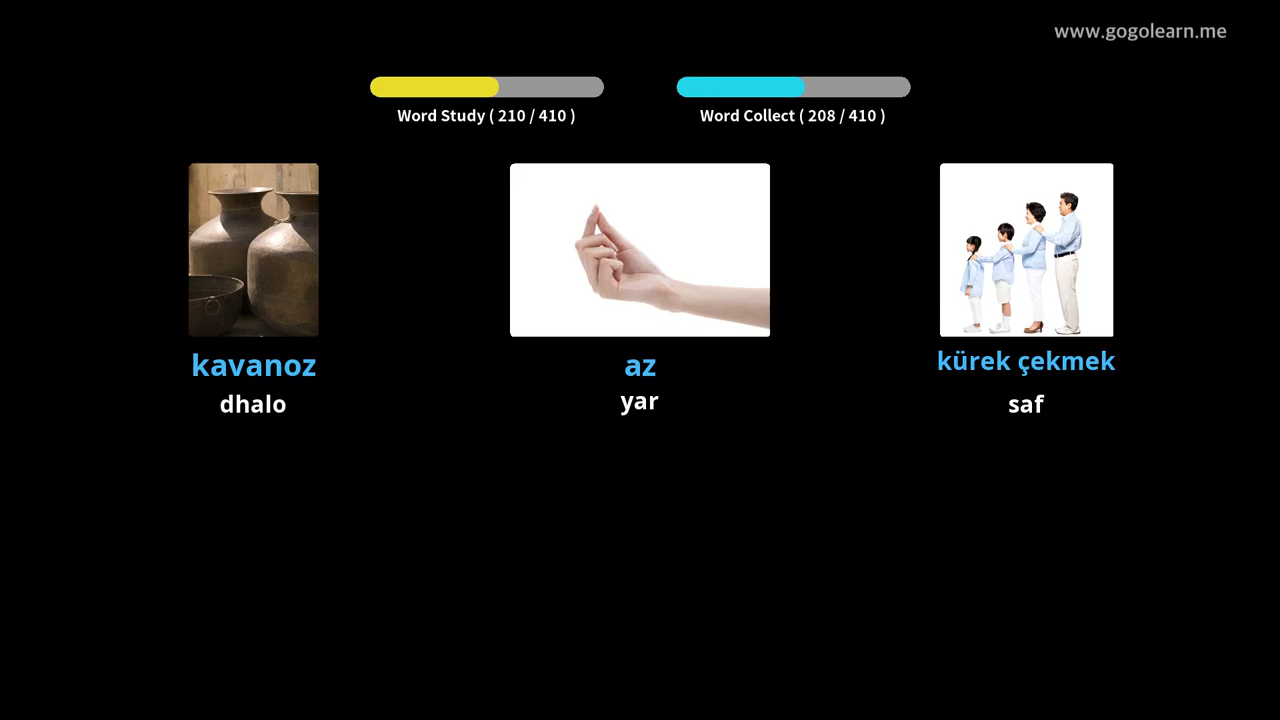 www.gogolearn.me
Word Study ( 210 / 410 )
Word Collect ( 208 / 410 )
kavanoz
dhalo
az
yar
kürek çekmek
saf